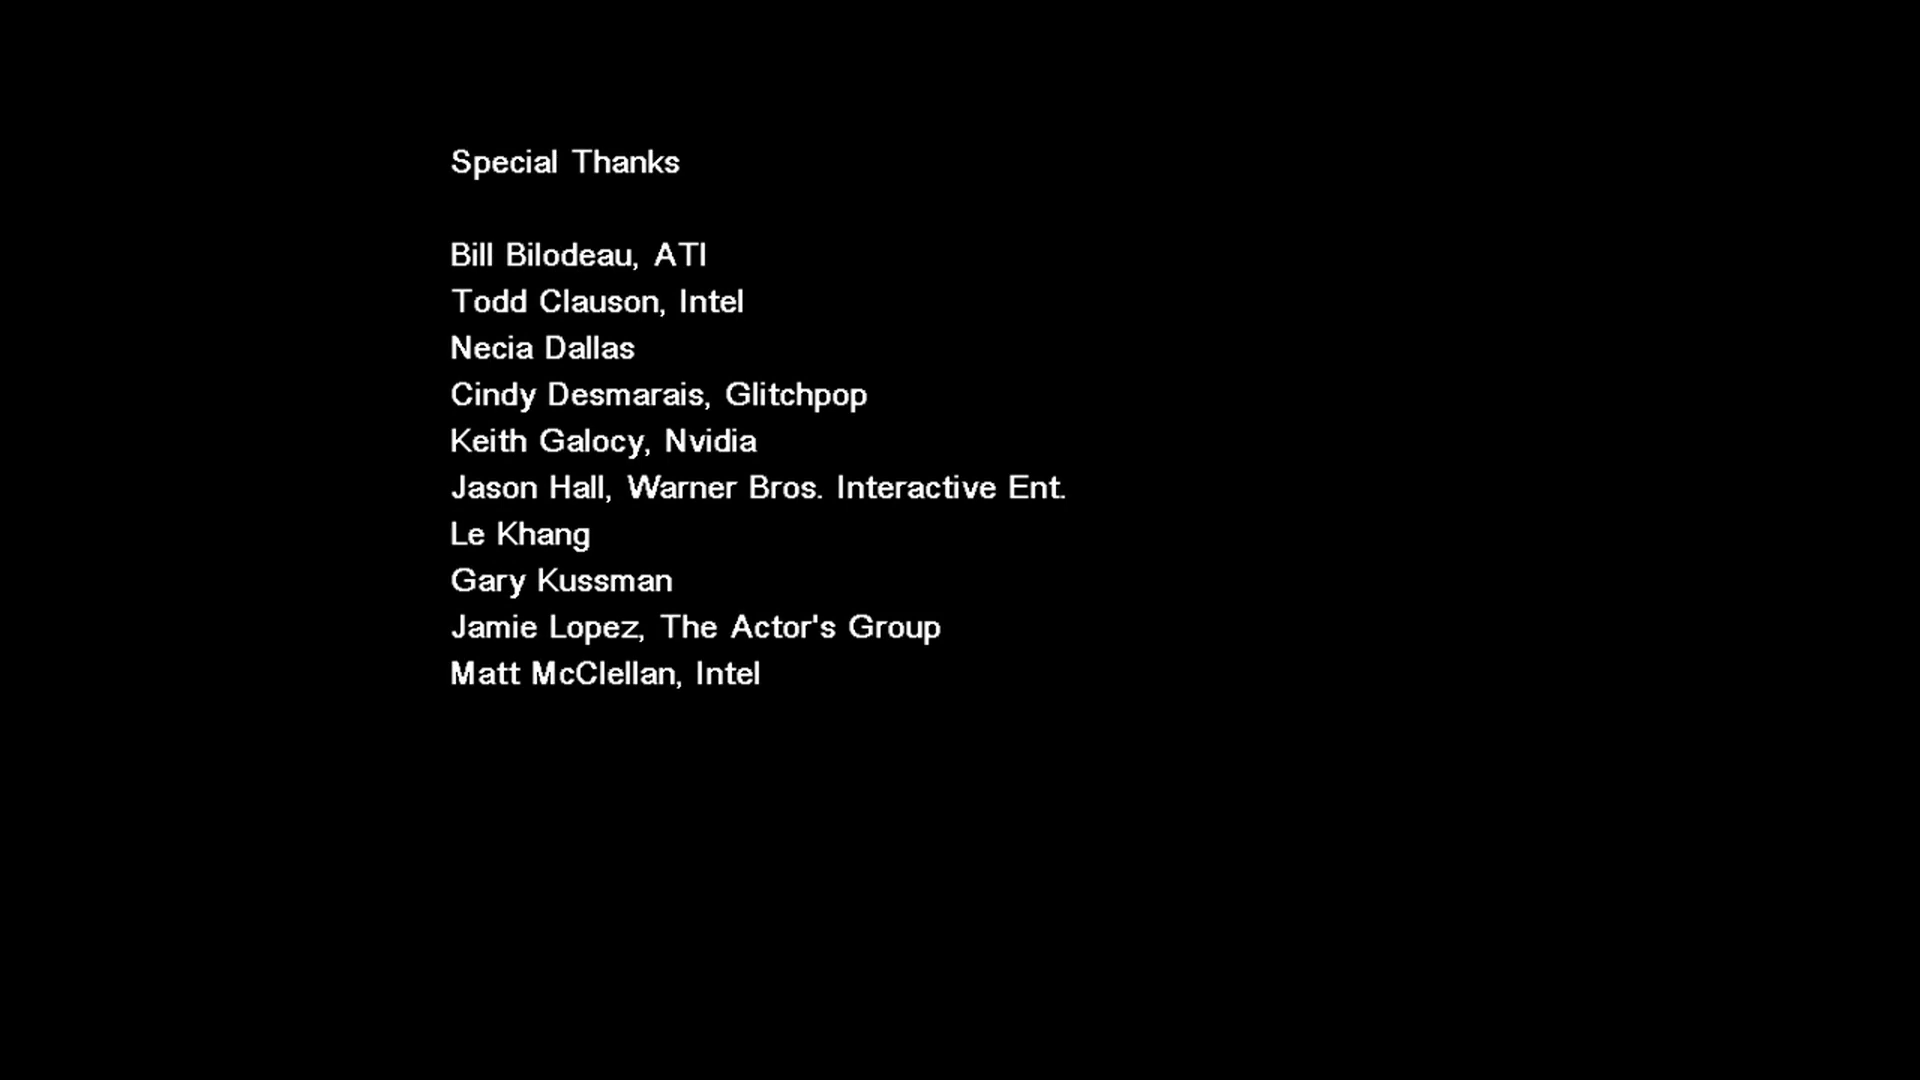 Special Thanks
Bill Bilodeau, ATI
Todd Clauson, Intel
Necia Dallas
Cindy Desmarais, Glitchpop
Keith Galocy, Nvidia
Jason Hall, Warner Bros. Interactive Ent.
Le Khang
Gary Kussman
Jamie Lopez, The Actor's Group
Matt McClellan, Intel